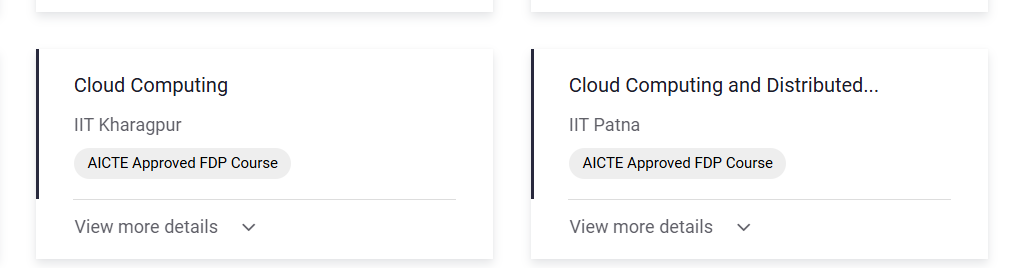 Cloud Computing
IIT Kharagpur
AICTE Approved FDP Course
View more details
Cloud Computing and Distributed...
IIT Patna
AICTE Approved FDP Course
View more details